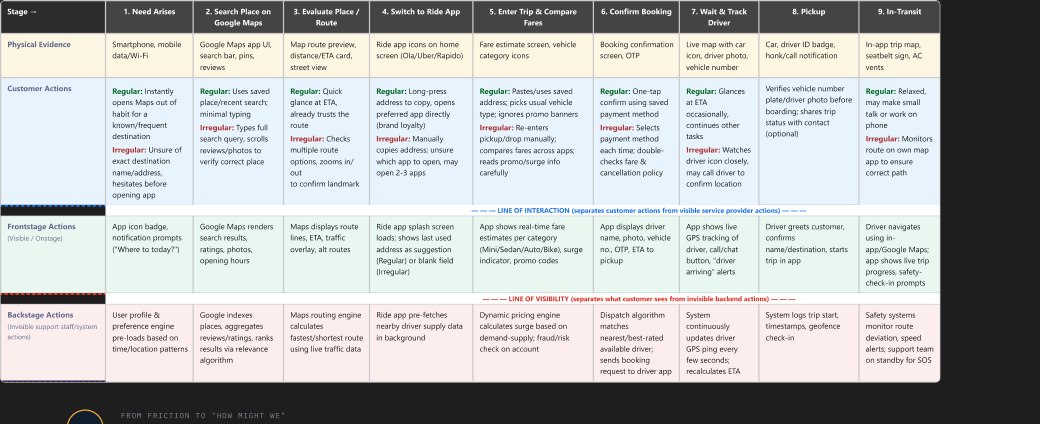 Stage →
1. Need Arises
2. Search Place on
Google Maps
3. Evaluate Place /
Route
4. Switch to Ride App
5. Enter Trip & Compare
Fares
6. Confirm Booking
7. Wait & Track
Driver
8. Pickup
9. In-Transit
Physical Evidence
Smartphone, mobile
data/Wi-Fi
Google Maps app UI,
search bar, pins,
reviews
Map route preview,
distance/ETA card,
street view
Ride app icons on home
screen (Ola/Uber/Rapido)
Fare estimate screen, vehicle
category icons
Booking confirmation
screen, OTP
Live map with car
icon, driver photo,
vehicle number
Car, driver ID badge,
honk/call notification
In-app trip map,
seatbelt sign, AC
vents
Customer Actions
Regular: Instantly
opens Maps out of
habit for a
known/frequent
destination
Irregular: Unsure of
exact destination
name/address,
hesitates before
opening app
Regular: Uses saved
place/recent search;
minimal typing
Irregular: Types full
search query, scrolls
reviews/photos to
verify correct place
Regular: Quick
glance at ETA,
already trusts the
route
Irregular: Checks
multiple route
options, zooms in/
out
to confirm landmark
Regular: Long-press
address to copy, opens
preferred app directly
(brand loyalty)
Irregular: Manually
copies address; unsure
which app to open, may
open 2-3 apps
Regular: Pastes/uses saved
address; picks usual vehicle
type; ignores promo banners
Irregular: Re-enters
pickup/drop manually;
compares fares across apps;
reads promo/surge info
carefully
Regular: One-tap
confirm using saved
payment method
Irregular: Selects
payment method
each time; double-
checks fare &
cancellation policy
Regular: Glances
at ETA
occasionally,
continues other
tasks
Irregular: Watches
driver icon closely,
may call driver to
confirm location
Verifies vehicle number
plate/driver photo before
boarding; shares trip
status with contact
(optional)
Regular: Relaxed,
may make small
talk or work on
phone
Irregular: Monitors
route on own map
app to ensure
correct path
— — — LINE OF INTERACTION (separates customer actions from visible service provider actions) — — —
Frontstage Actions
(Visible / Onstage)
App icon badge,
notification prompts
("Where to today?")
Google Maps renders
search results,
ratings, photos,
opening hours
Maps displays route
lines, ETA, traffic
overlay, alt routes
Ride app splash screen
loads; shows last used
address as suggestion
(Regular) or blank field
(Irregular)
App shows real-time fare
estimates per category
(Mini/Sedan/Auto/Bike), surge
indicator, promo codes
App displays driver
name, photo, vehicle
no., OTP, ETA to
pickup
App shows live
GPS tracking of
driver, call/chat
button, "driver
arriving" alerts
Driver greets customer,
confirms
name/destination, starts
trip in app
Driver navigates
using in-
app/Google Maps;
app shows live trip
progress, safety-
check-in prompts
— — — LINE OF VISIBILITY (separates what customer sees from invisible backend actions) — — —
Backstage Actions
(Invisible support staff/system
actions)
User profile &
preference engine
pre-loads based on
time/location patterns
Google indexes
places, aggregates
reviews/ratings, ranks
results via relevance
algorithm
Maps routing engine
calculates
fastest/shortest route
using live traffic data
Ride app pre-fetches
nearby driver supply data
in background
Dynamic pricing engine
calculates surge based on
demand-supply; fraud/risk
check on account
Dispatch algorithm
matches
nearest/best-rated
available driver;
sends booking
request to driver app
System
continuously
updates driver
GPS ping every
few seconds;
recalculates ETA
System logs trip start,
timestamps, geofence
check-in
Safety systems
monitor route
deviation, speed
alerts; support team
on standby for SOS
FROM FRICTION TO "HOW MIGHT WE"